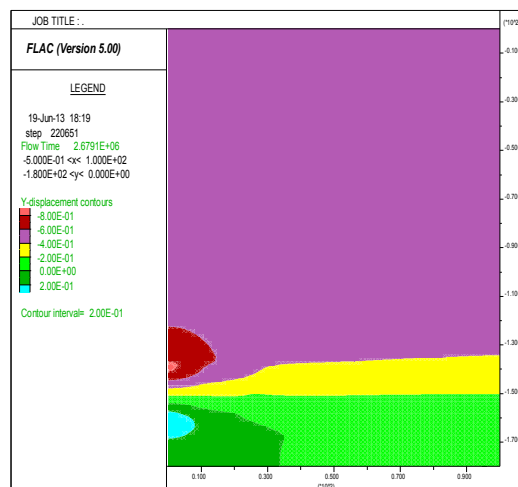 JOB TITLE : .
(*10^2
FLAC (Version 5.00)
LEGEND
19-Jun-13 18:19
step 220651
Flow Time 2.6791E+06
-5.000E-01 <x< 1.000E+02
-1.800E+02 <y< 0.000E+00
Y-displacement contours
-8.00E-01
-6.00E-01
-4.00E-01
-2.00E-01
0.00E+00
2.00E-01
Contour interval= 2.00E-01
-0.10
-0.30
-0.50
-0.70
-0.90
-1.10
-1.30
-1.50
-1.70
0.100 0.300 0.500 0.700 0.900